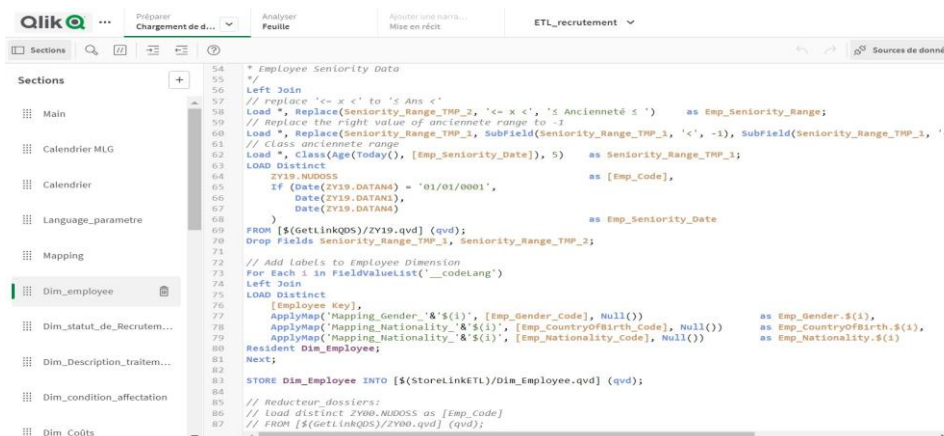 Qlik
Préparer
Chargement de d...
Analyser
Feuille
Ajouter une narra...
Mise en récit
ETL_recrutement
Sections
Sources de donné
Sections
Main
Calendrier MLG
Calendrier
Language_parametre
Mapping
Dim_employee
Dim_statut_de_Recrutem...
Dim_Description_traitem...
Dim_condition_affectation
Dim_Coûts
54 * Employee Seniority Data
55 */
56 Left Join
57 // replace '<= x <' to '≤ Ans <'
58 Load *, Replace(Seniority_Range_TMP_2, '<= x <', '≤ Ancienneté ≤ ') as Emp_Seniority_Range;
59 // Replace the right value of anciennete range to -1
60 Load *, Replace(Seniority_Range_TMP_1, SubField(Seniority_Range_TMP_1, '<', -1), SubField(Seniority_Range_TMP_1, '
61 // Class anciennete range
62 Load *, Class(Age(Today(), [Emp_Seniority_Date]), 5) as Seniority_Range_TMP_1;
63 LOAD Distinct
64 ZY19.NUDOSS as [Emp_Code],
65 If (Date(ZY19.DATAN4) = '01/01/0001',
66 Date(ZY19.DATAN1),
67 Date(ZY19.DATAN4)
68 ) as Emp_Seniority_Date
69 FROM [$(GetLinkQDS)/ZY19.qvd] (qvd);
70 Drop Fields Seniority_Range_TMP_1, Seniority_Range_TMP_2;
71
72 // Add labels to Employee Dimension
73 For Each i in FieldValueList('__codeLang')
74 Left Join
75 LOAD Distinct
76 [Employee Key],
77 ApplyMap('Mapping_Gender_'&'$(i)', [Emp_Gender_Code], Null()) as Emp_Gender.$(i),
78 ApplyMap('Mapping_Nationality_'&'$(i)', [Emp_CountryOfBirth_Code], Null()) as Emp_CountryOfBirth.$(i),
79 ApplyMap('Mapping_Nationality_'&'$(i)', [Emp_Nationality_Code], Null()) as Emp_Nationality.$(i)
80 Resident Dim_Employee;
81 Next;
82
83 STORE Dim_Employee INTO [$(StoreLinkETL)/Dim_Employee.qvd] (qvd);
84
85 // Reducteur_dossiers:
86 // load distinct ZY00.NUDOSS as [Emp_Code]
87 // FROM [$(GetLinkQDS)/ZY00.qvd] (qvd);